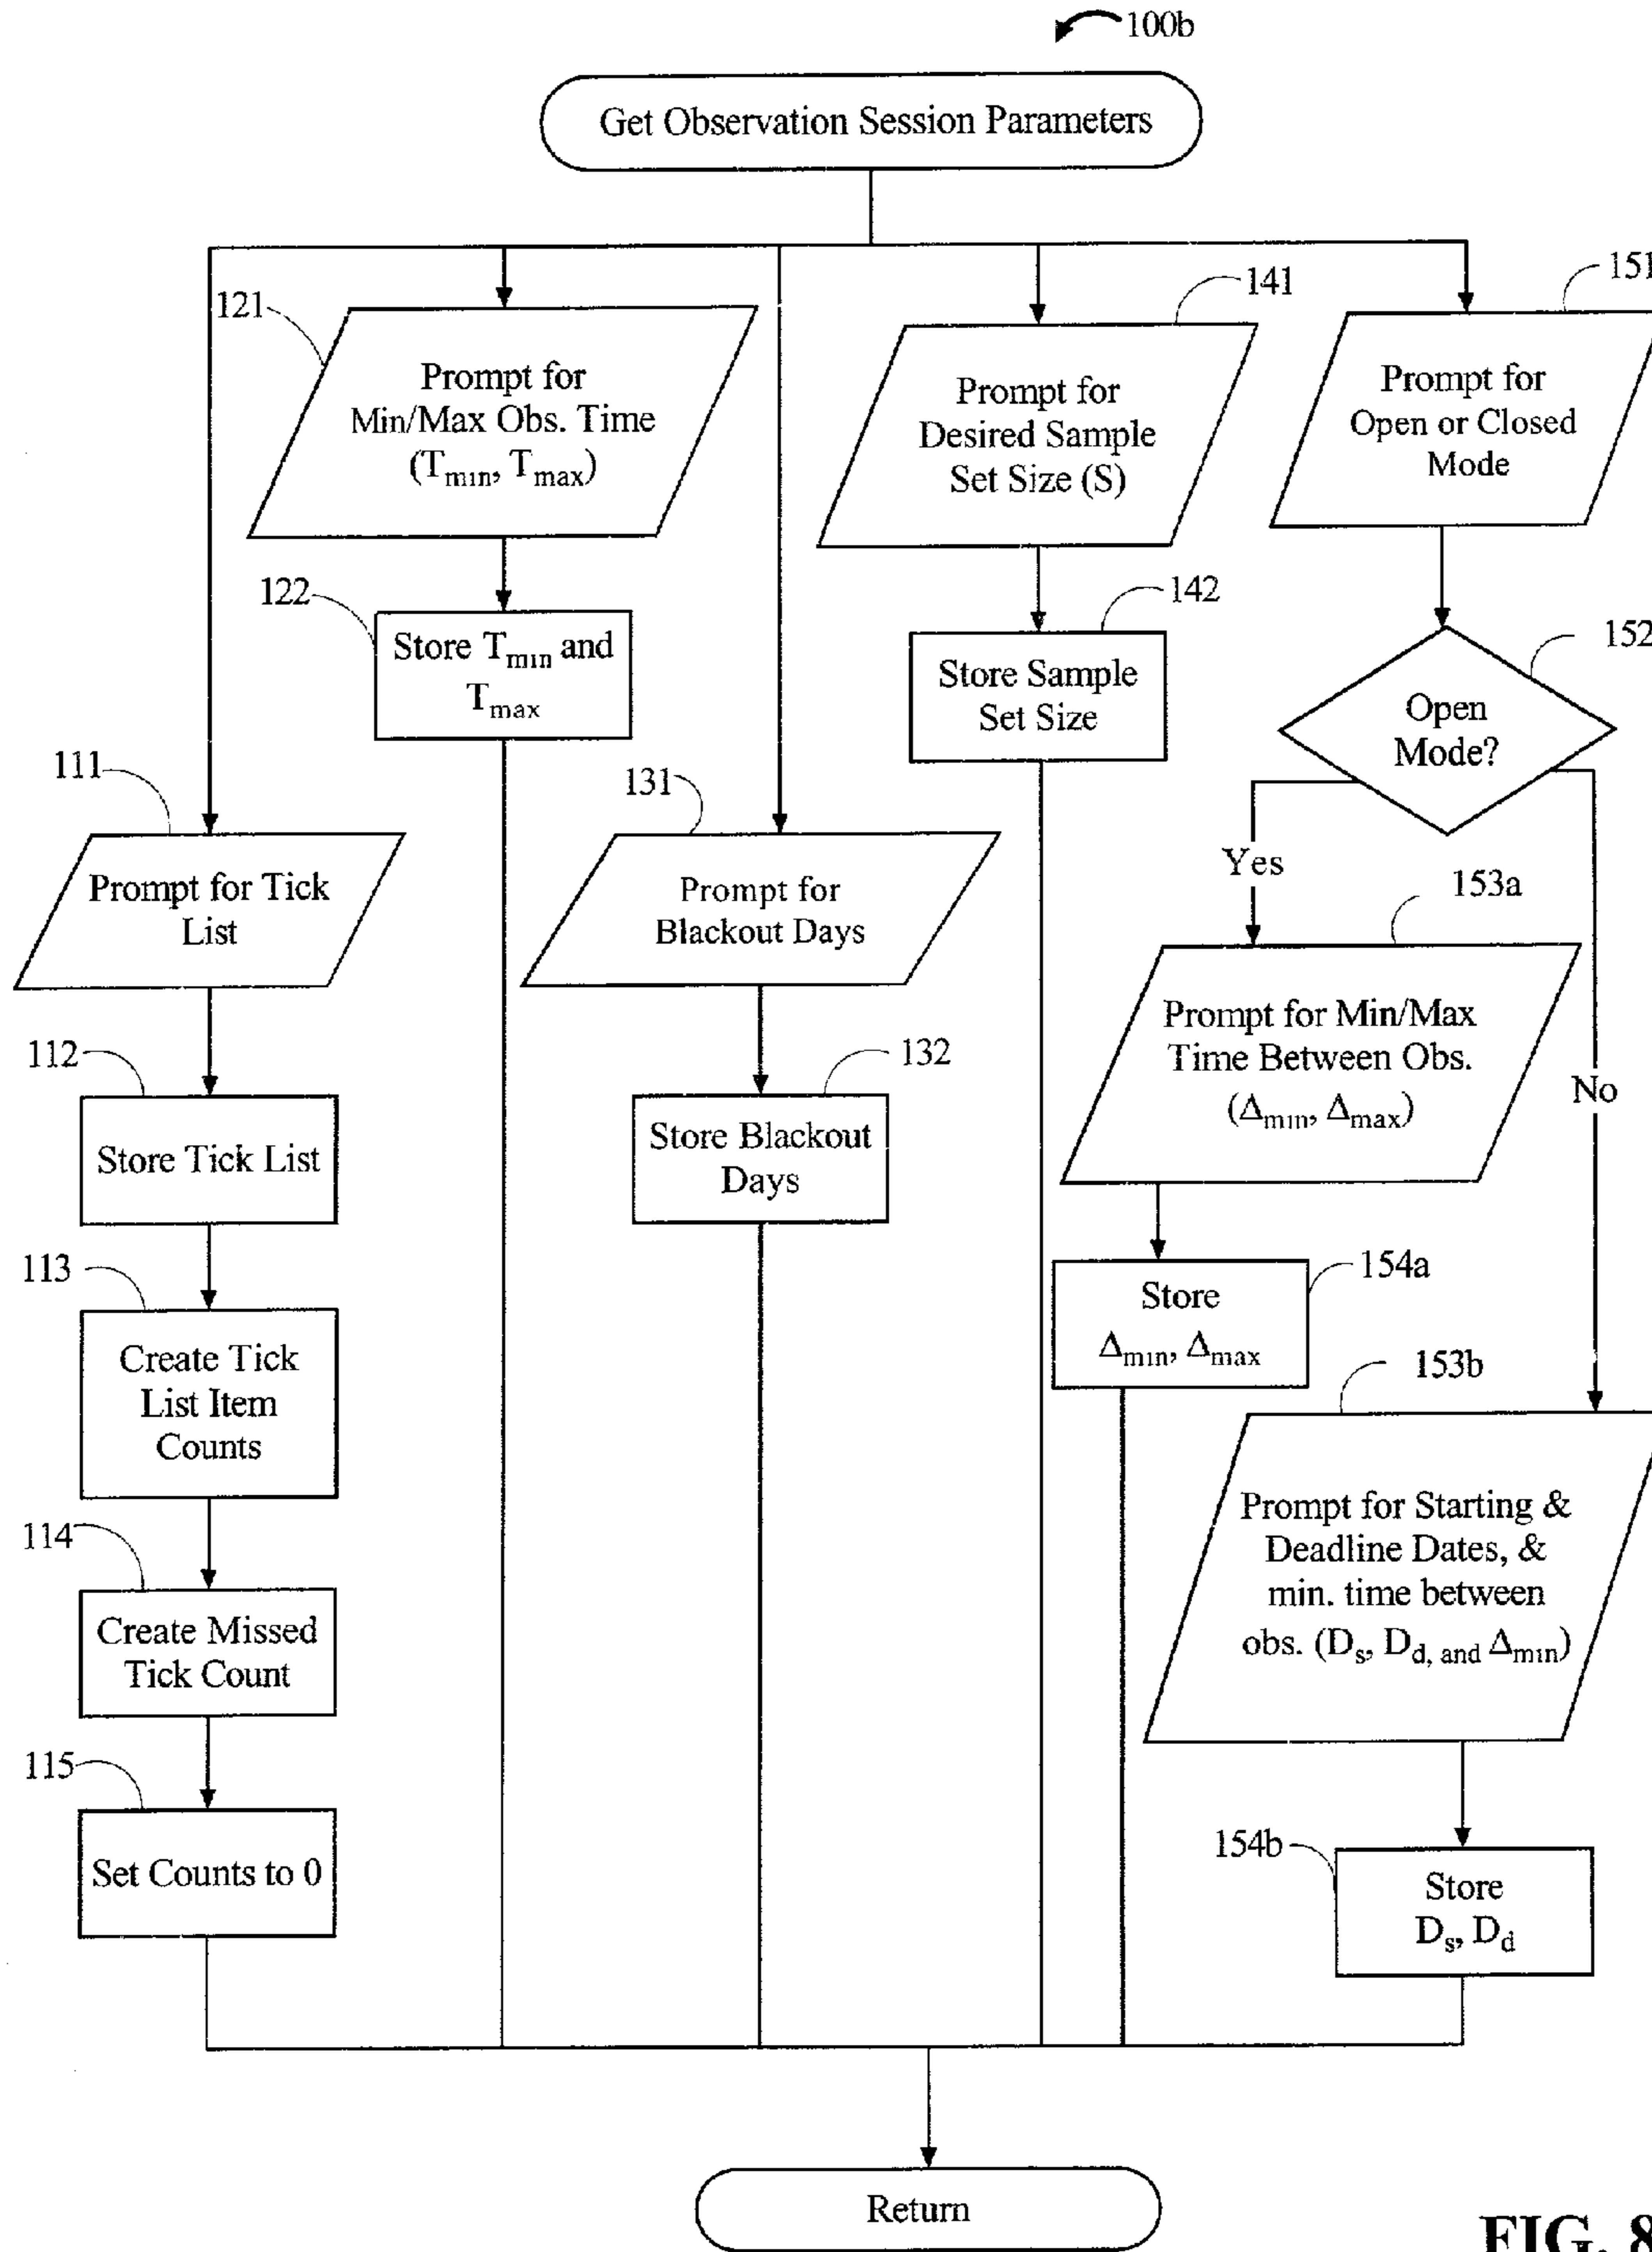 100b
Get Observation Session Parameters
121
Prompt for
Min/Max Obs. Time
(Tmin, Tmax)
122
Store Tmin and
Tmax
111
Prompt for Tick
List
112
Store Tick List
113
Create Tick
List Item
Counts
114
Create Missed
Tick Count
115
Set Counts to 0
131
Prompt for
Blackout Days
132
Store Blackout
Days
141
Prompt for
Desired Sample
Set Size (S)
142
Store Sample
Set Size
151
Prompt for
Open or Closed
Mode
152
Open
Mode?
Yes
No
153a
Prompt for Min/Max
Time Between Obs.
(Δmin, Δmax)
154a
Store
Δmin, Δmax
153b
Prompt for Starting &
Deadline Dates, &
min. time between
obs. (Ds, Dd, and Δmin)
154b
Store
Ds, Dd
Return
FIG. 8